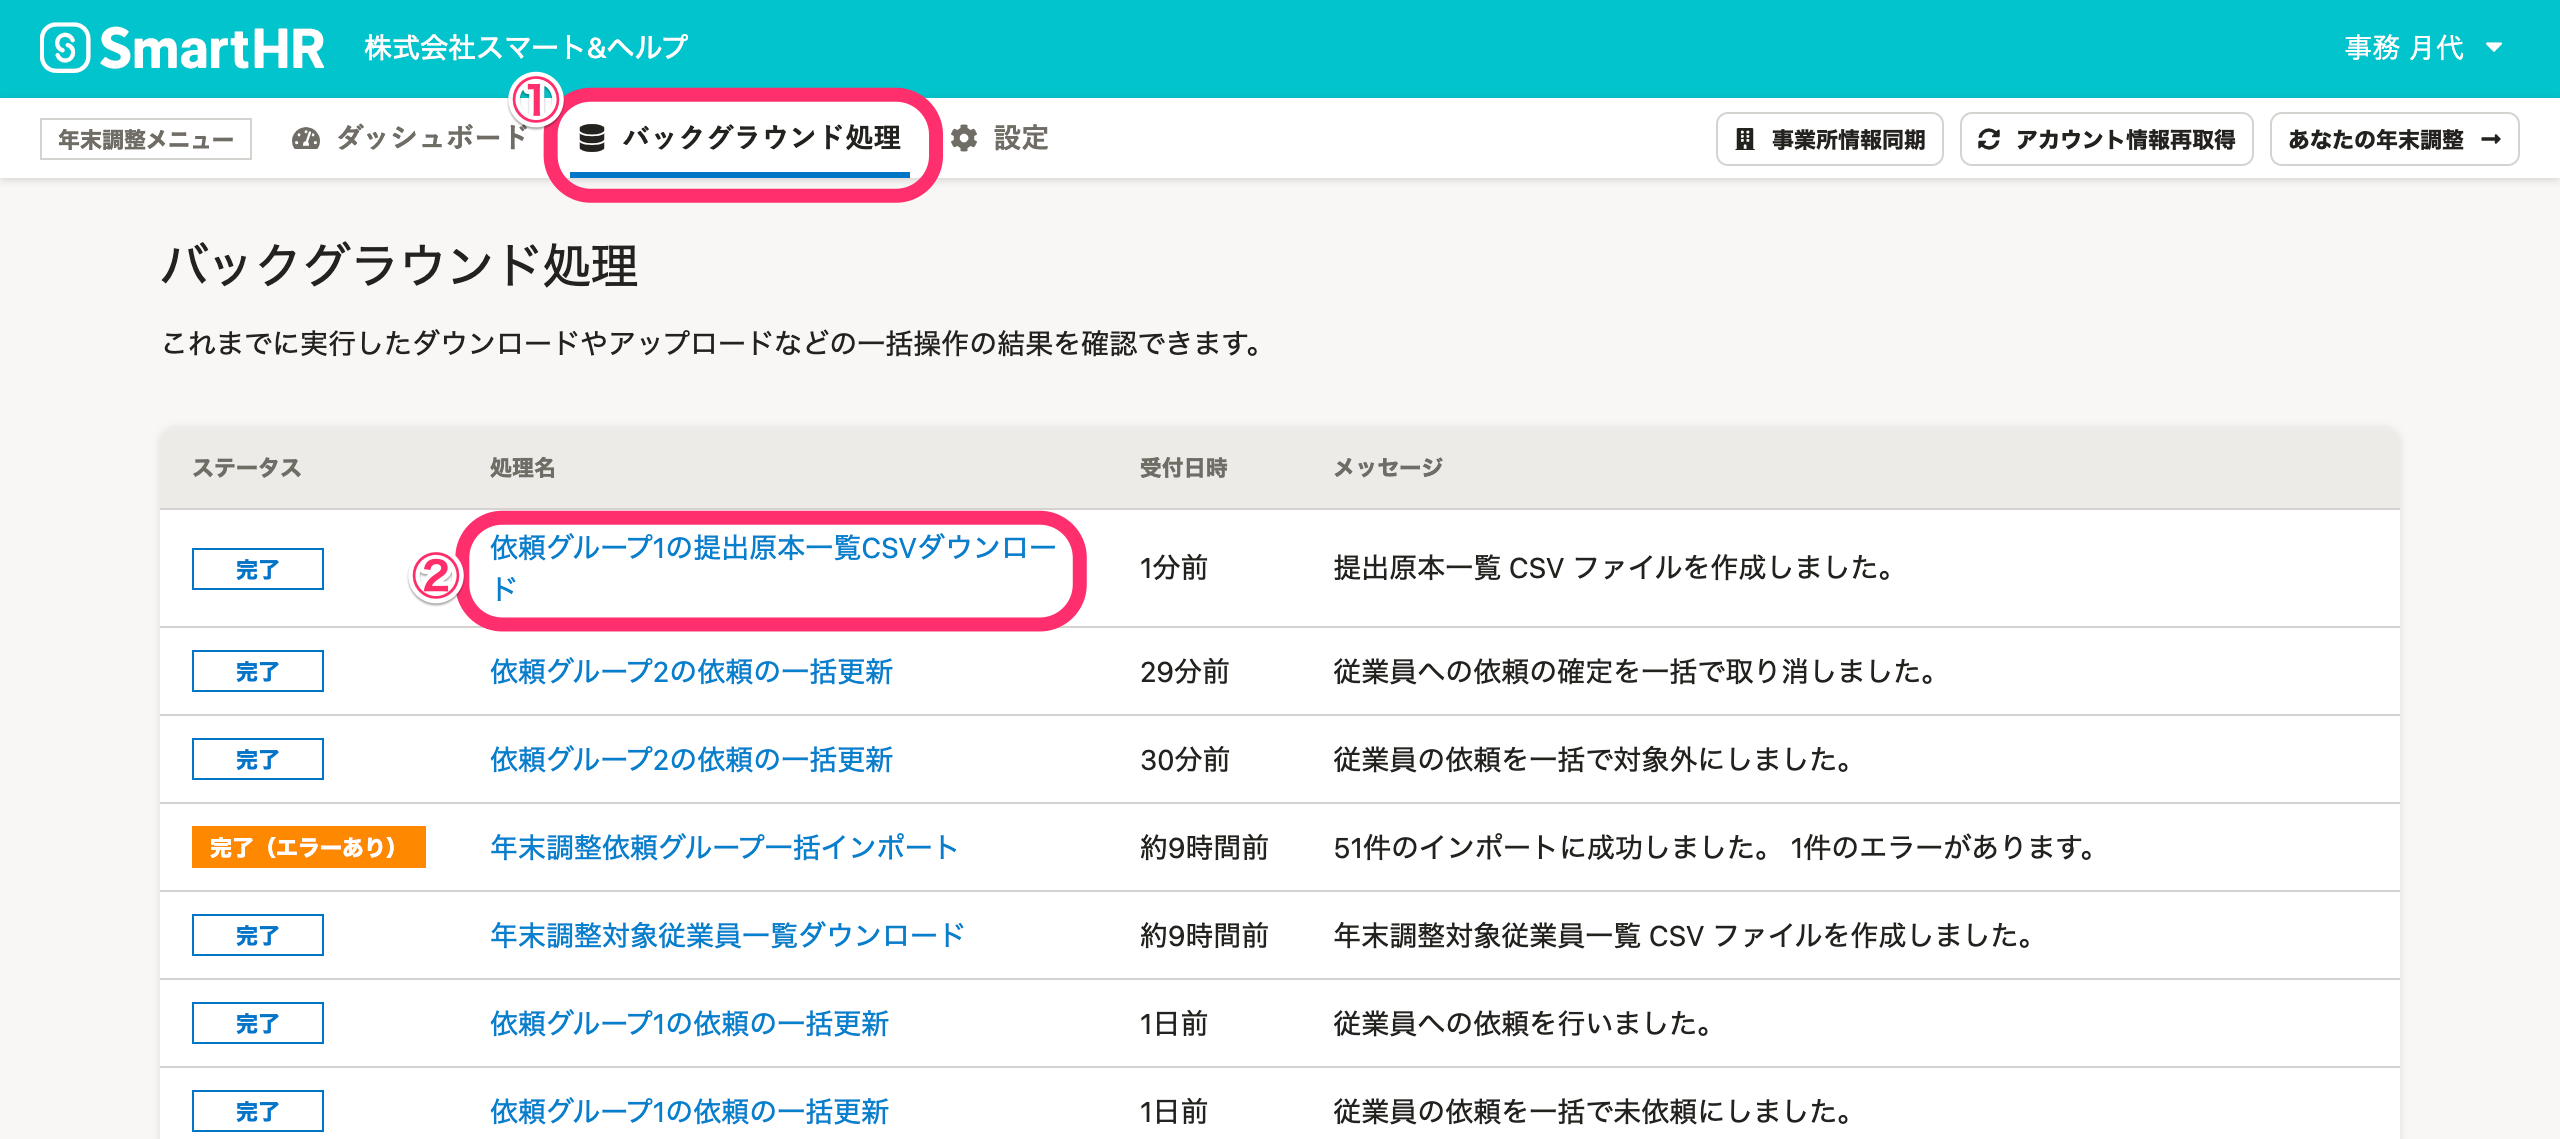 SmartHR 株式会社スマート&ヘルプ 事務 月代
①
年末調整メニュー ダッシュボード バックグラウンド処理 設定 事業所情報同期 アカウント情報再取得 あなたの年末調整 →
バックグラウンド処理
これまでに実行したダウンロードやアップロードなどの一括操作の結果を確認できます。
ステータス 処理名 受付日時 メッセージ
完了 ② 依頼グループ1の提出原本一覧CSVダウンロー
ド 1分前 提出原本一覧 CSV ファイルを作成しました。
完了 依頼グループ2の依頼の一括更新 29分前 従業員への依頼の確定を一括で取り消しました。
完了 依頼グループ2の依頼の一括更新 30分前 従業員の依頼を一括で対象外にしました。
完了（エラーあり） 年末調整依頼グループ一括インポート 約9時間前 51件のインポートに成功しました。 1件のエラーがあります。
完了 年末調整対象従業員一覧ダウンロード 約9時間前 年末調整対象従業員一覧 CSV ファイルを作成しました。
完了 依頼グループ1の依頼の一括更新 1日前 従業員への依頼を行いました。
完了 依頼グループ1の依頼の一括更新 1日前 従業員の依頼を一括で未依頼にしました。